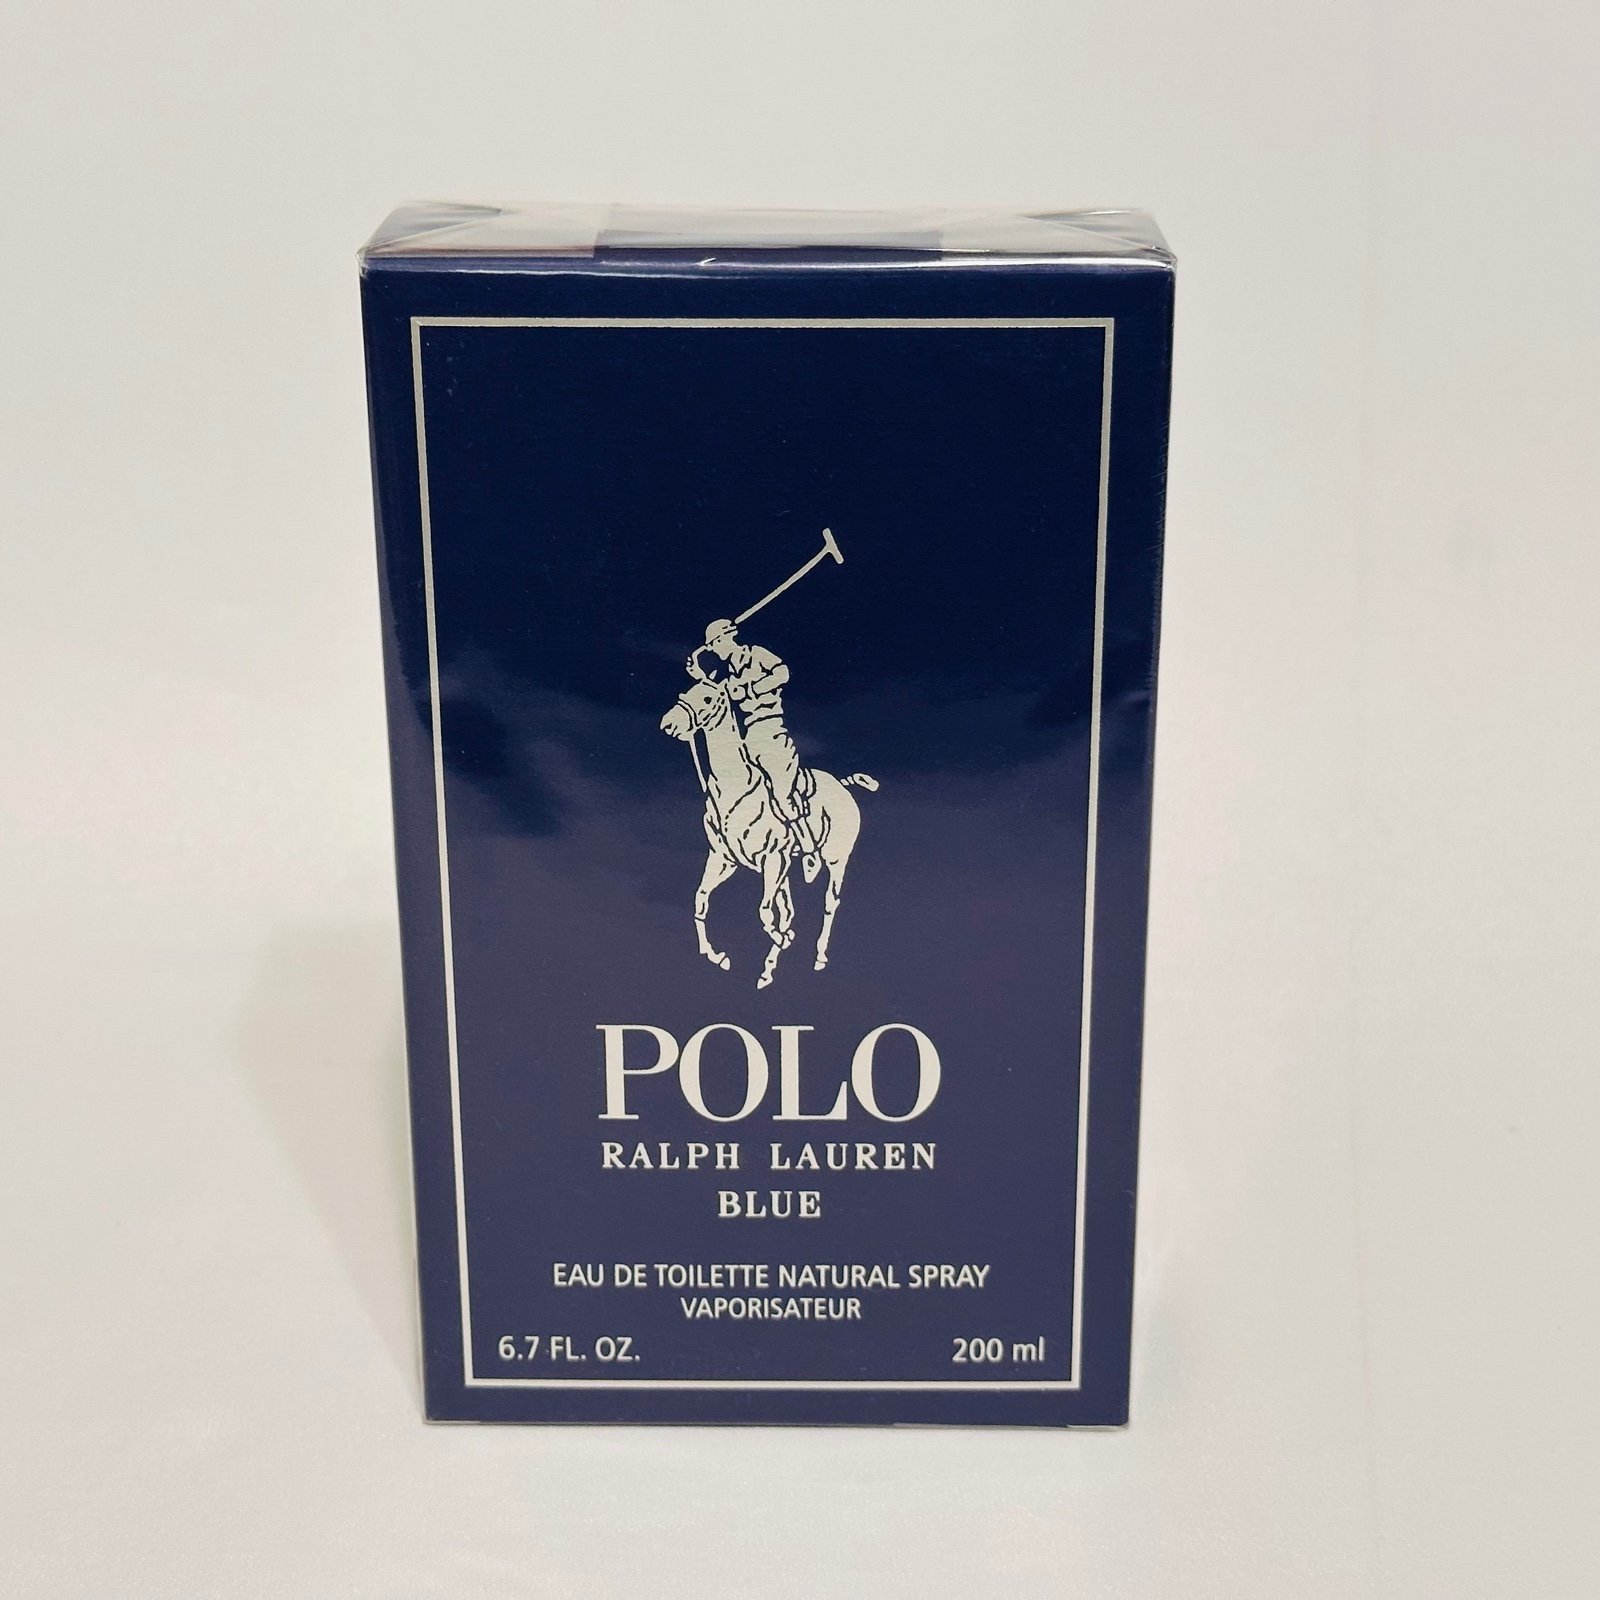 POLO
RALPH LAUREN
BLUE
EAU DE TOILETTE NATURAL SPRAY
VAPORISATEUR
6.7 FL. OZ. 200 ml